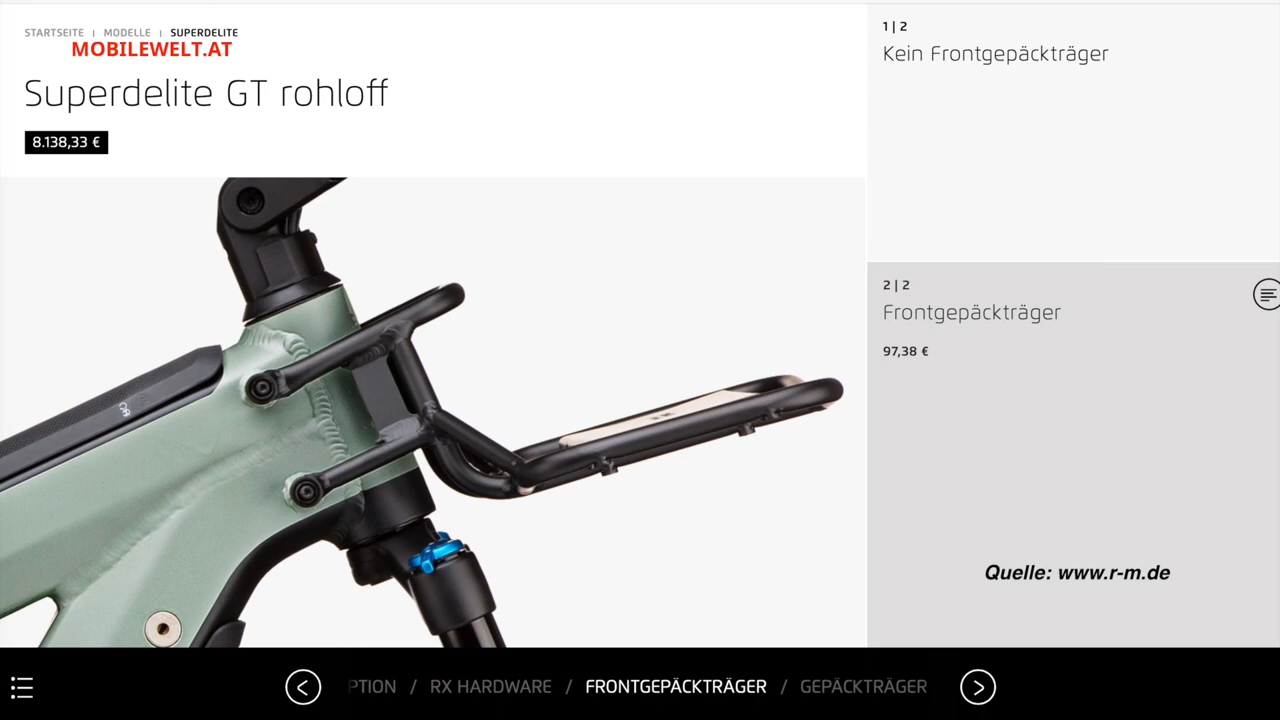 STARTSEITE | MODELLE | SUPERDELITE
MOBILEWELT.AT
Superdelite GT rohloff
8.138,33 €
1 | 2
Kein Frontgepäckträger
2 | 2
Frontgepäckträger
97,38 €
Quelle: www.r-m.de
PTION / RX HARDWARE / FRONTGEPÄCKTRÄGER / GEPÄCKTRÄGER